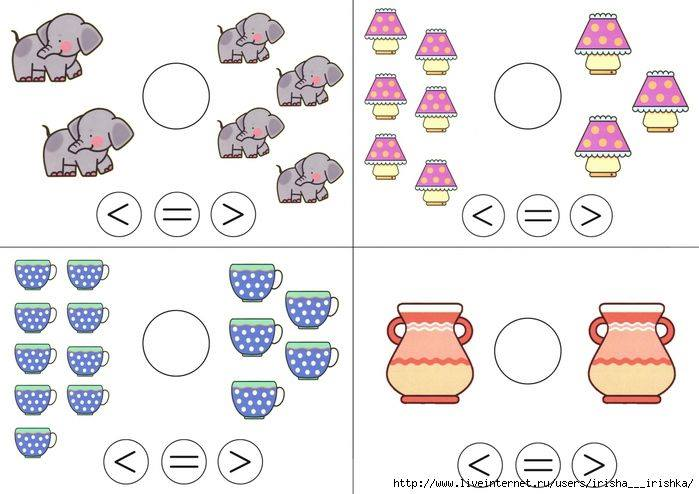 < = >
< = >
< = >
< = >
http://www.liveinternet.ru/users/irisha___irishka/